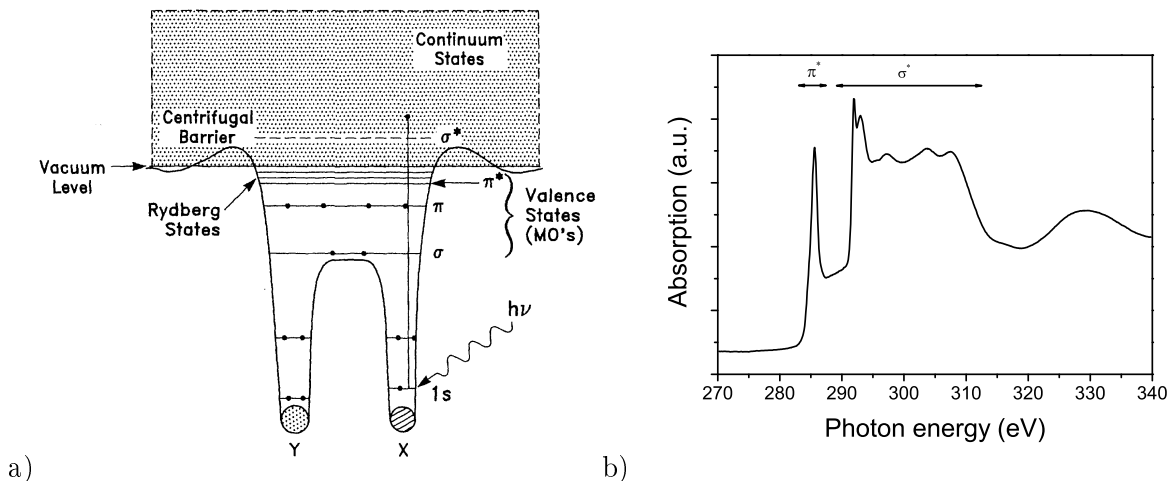 Continuum
States
Centrifugal
Barrier
σ*
Vacuum
Level
π*
Rydberg
States
π
Valence
States
(MO's)
σ
hν
1s
Y
X
a)
π*
σ*
Absorption (a.u.)
270 280 290 300 310 320 330 340
Photon energy (eV)
b)